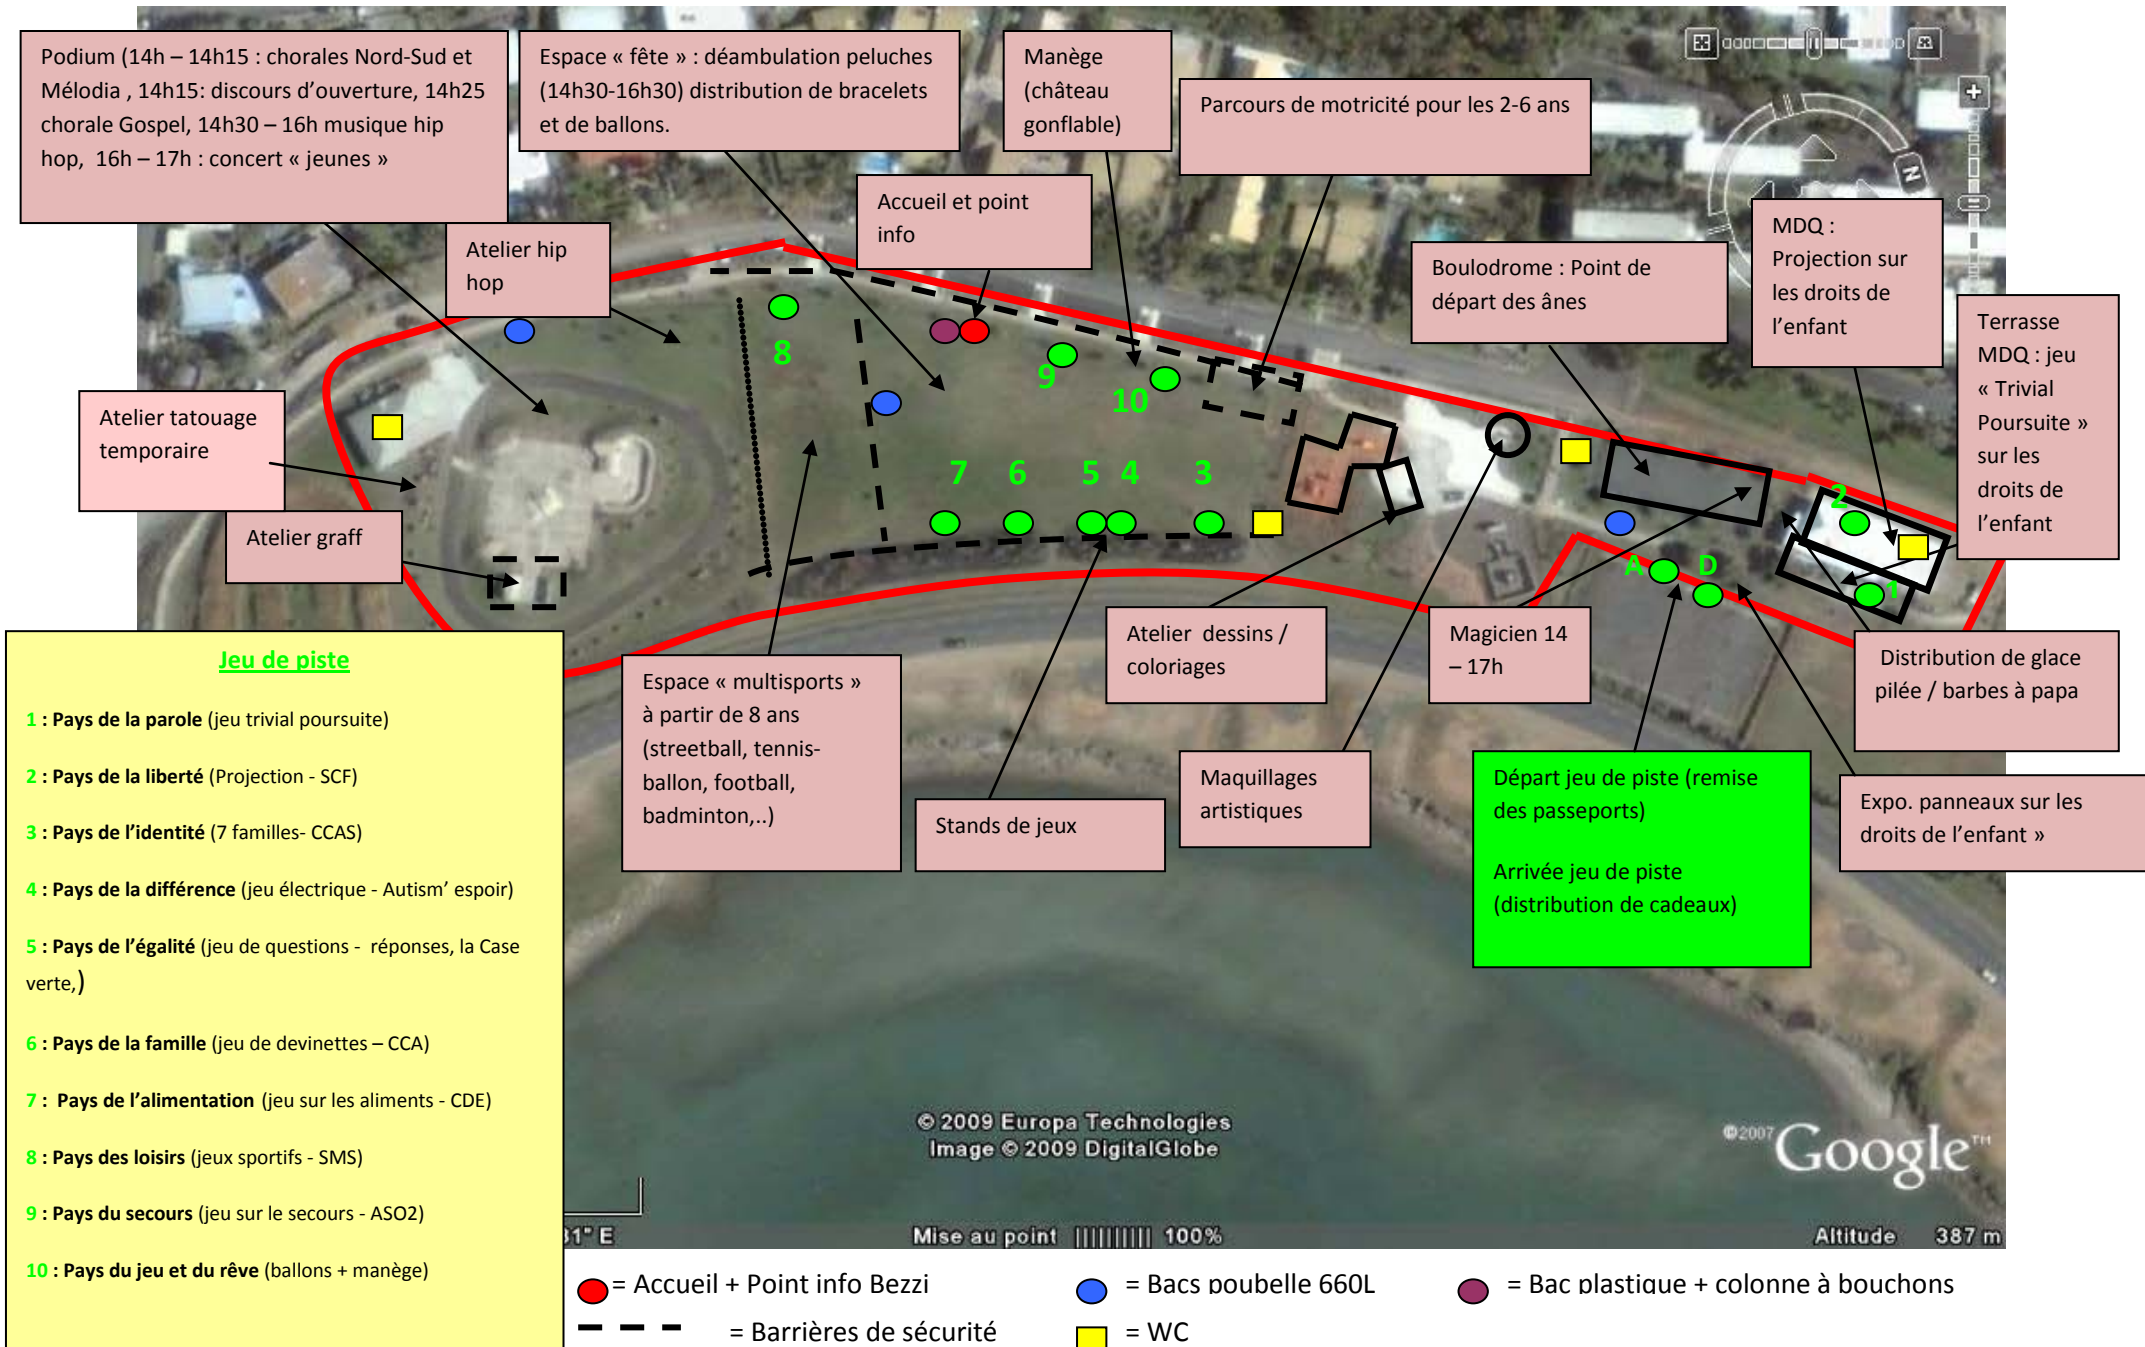 Podium (14h – 14h15 : chorales Nord-Sud et
Mélodia , 14h15: discours d’ouverture, 14h25
chorale Gospel, 14h30 – 16h musique hip
hop, 16h – 17h : concert « jeunes »
Espace « fête » : déambulation peluches
(14h30-16h30) distribution de bracelets
et de ballons.
Manège
(château
gonflable)
Parcours de motricité pour les 2-6 ans
N
Accueil et point
info
Atelier hip
hop
Boulodrome : Point de
départ des ânes
MDQ :
Projection sur
les droits de
l’enfant
Terrasse
MDQ : jeu
« Trivial
Poursuite »
sur les
droits de
l’enfant
Atelier tatouage
temporaire
Atelier graff
8
9
10
7
6
5
4
3
2
A
D
1
Espace « multisports »
à partir de 8 ans
(streetball, tennis-
ballon, football,
badminton,..)
Stands de jeux
Atelier dessins /
coloriages
Maquillages
artistiques
Magicien 14
– 17h
Distribution de glace
pilée / barbes à papa
Départ jeu de piste (remise
des passeports)
Arrivée jeu de piste
(distribution de cadeaux)
Expo. panneaux sur les
droits de l’enfant »
Jeu de piste
1 : Pays de la parole (jeu trivial poursuite)
2 : Pays de la liberté (Projection - SCF)
3 : Pays de l’identité (7 familles- CCAS)
4 : Pays de la différence (jeu électrique - Autism’ espoir)
5 : Pays de l’égalité (jeu de questions - réponses, la Case
verte,)
6 : Pays de la famille (jeu de devinettes – CCA)
7 : Pays de l’alimentation (jeu sur les aliments - CDE)
8 : Pays des loisirs (jeux sportifs - SMS)
9 : Pays du secours (jeu sur le secours - ASO2)
10 : Pays du jeu et du rêve (ballons + manège)
© 2009 Europa Technologies
Image © 2009 DigitalGlobe
©2007 Google™
31" E
Mise au point |||||||||| 100%
Altitude 387 m
= Accueil + Point info Bezzi
= Bacs poubelle 660L
= Bac plastique + colonne à bouchons
= Barrières de sécurité
= WC